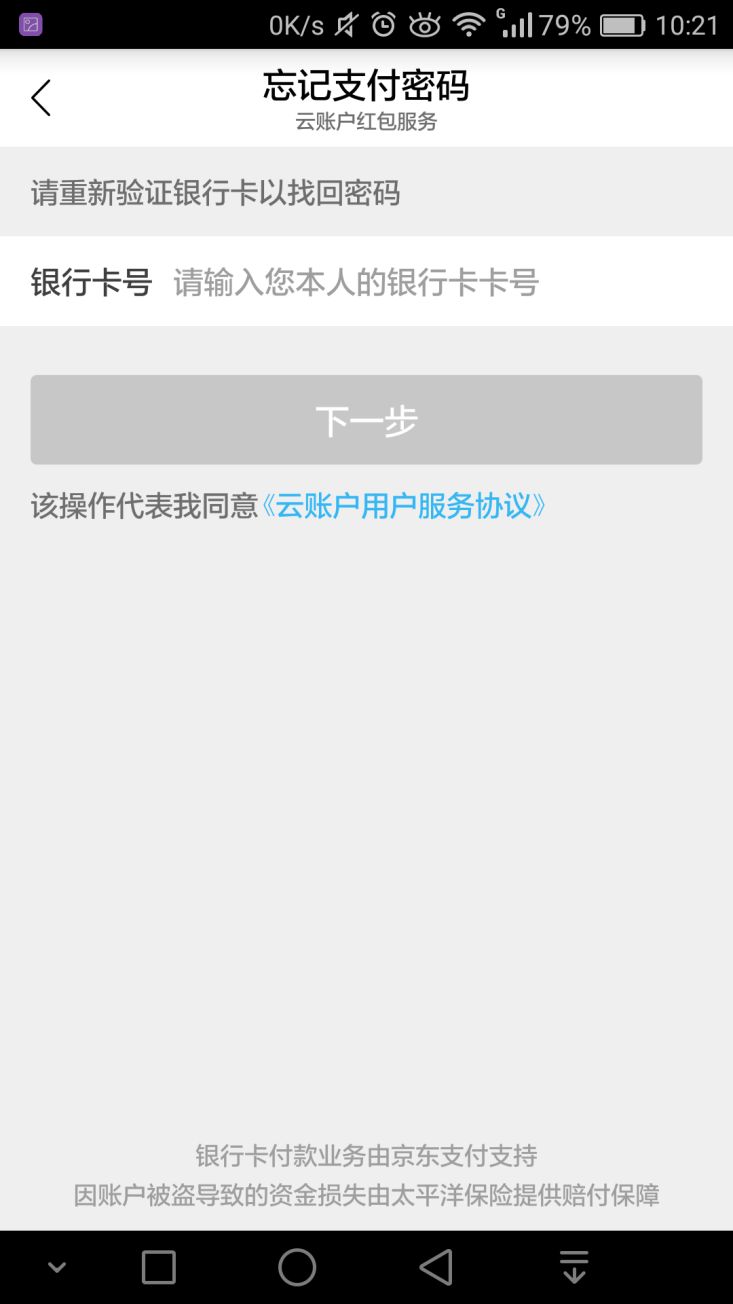 0K/s G 79% 10:21
忘记支付密码
云账户红包服务
请重新验证银行卡以找回密码
银行卡号 请输入您本人的银行卡卡号
下一步
该操作代表我同意《云账户用户服务协议》
银行卡付款业务由京东支付支持
因账户被盗导致的资金损失由太平洋保险提供赔付保障